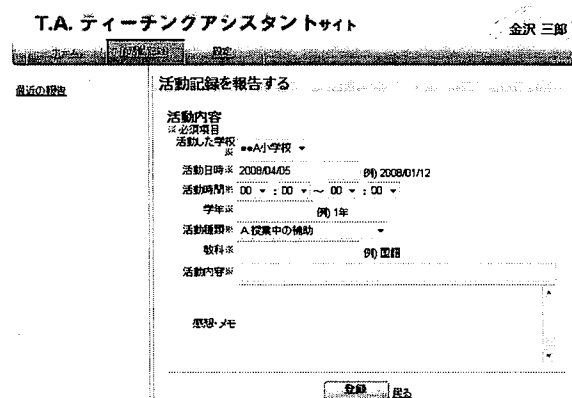 T.A. ティーチングアシスタントサイト
金沢 三郎
ホーム
設定
最近の報告
活動記録を報告する
活動内容
※必須項目
活動した学校※ ●●A小学校
活動日時※ 2008/04/05 例) 2008/01/12
活動時間※ 00 : 00 ～ 00 : 00
学年※ 例) 1年
活動種類※ A.授業中の補助
教科※ 例) 国語
活動内容※
感想・メモ
登録 戻る